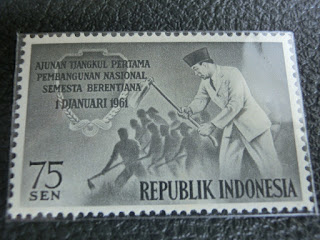 AJUNAN TJANGKUL PERTAMA
PEMBANGUNAN NASIONAL
SEMESTA BERENTJANA
1 DJANUARI 1961
75
SEN
REPUBLIK INDONESIA